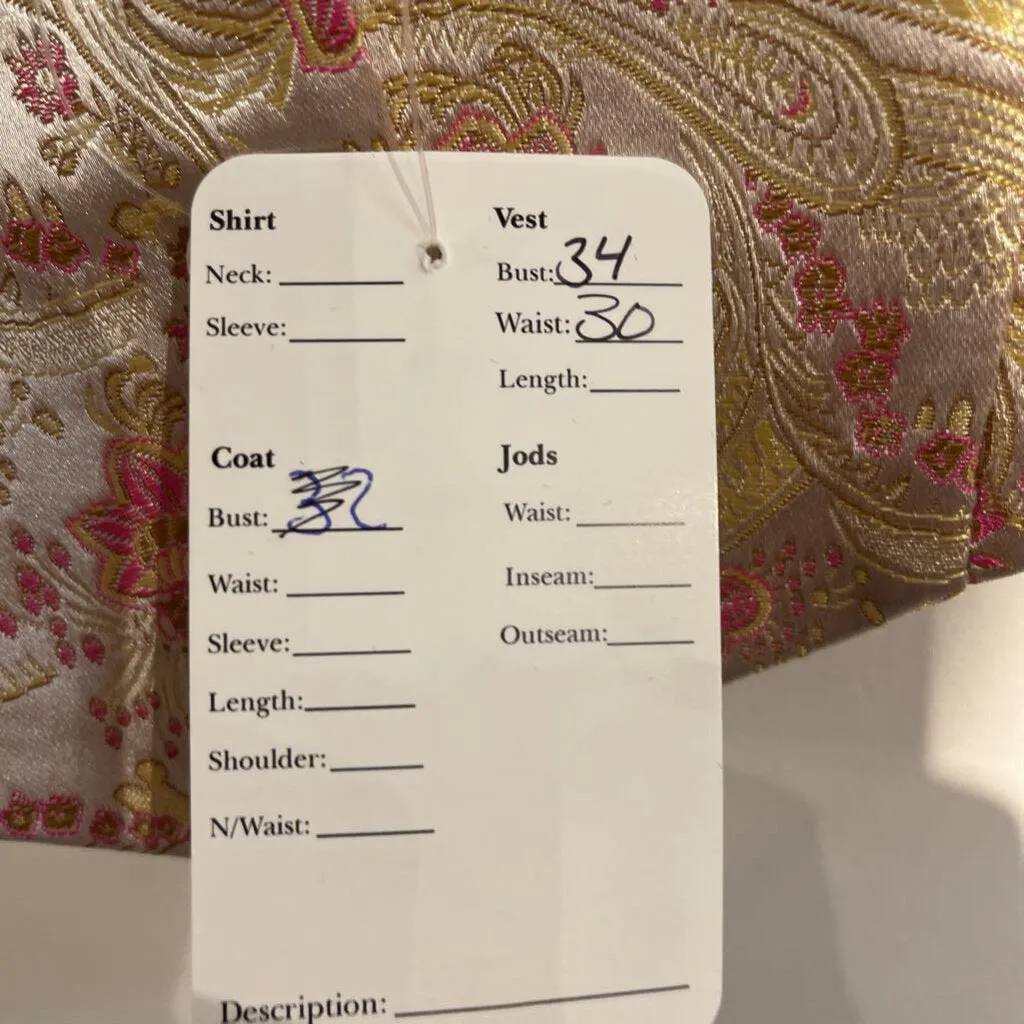 Shirt
Neck:
Sleeve:
Vest
Bust: 34
Waist: 30
Length:
Coat
Bust: 32
Waist:
Sleeve:
Length:
Shoulder:
N/Waist:
Jods
Waist:
Inseam:
Outseam:
Description: